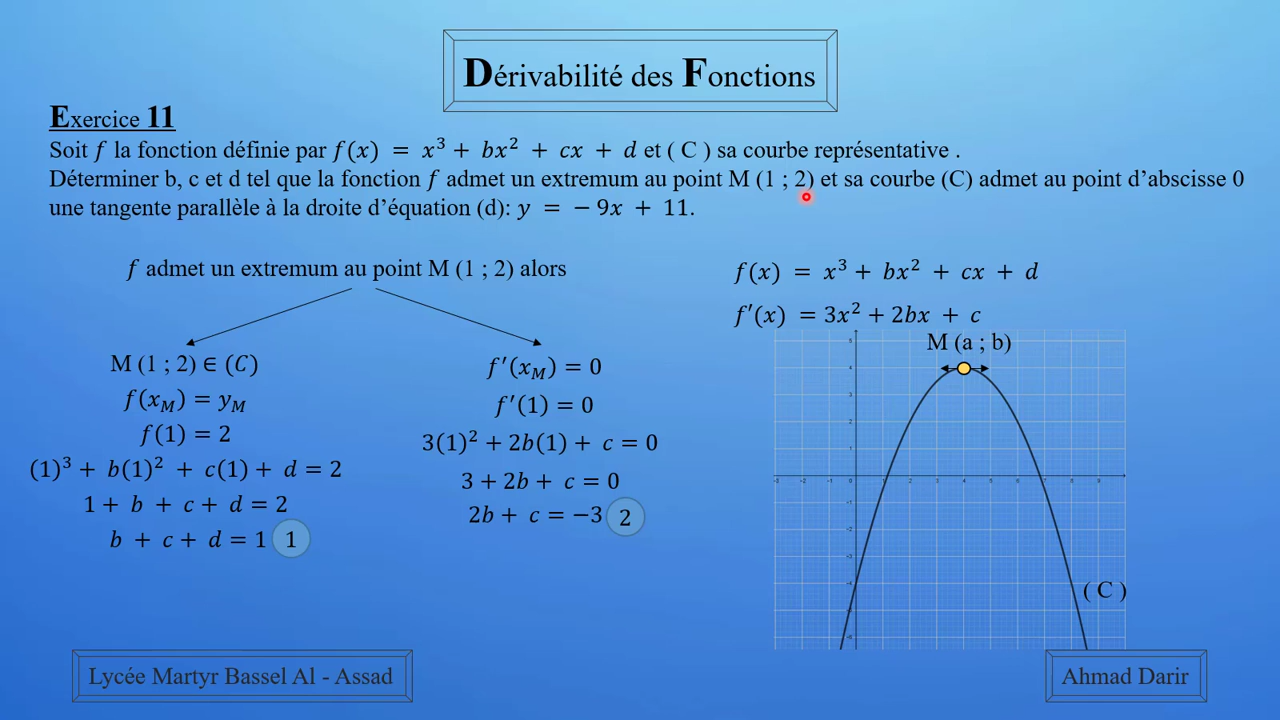 Dérivabilité des Fonctions
Exercice 11
Soit f la fonction définie par f(x) = x³ + bx² + cx + d et ( C ) sa courbe représentative .
Déterminer b, c et d tel que la fonction f admet un extremum au point M (1 ; 2) et sa courbe (C) admet au point d’abscisse 0
une tangente parallèle à la droite d’équation (d): y = − 9x + 11.
f admet un extremum au point M (1 ; 2) alors
M (1 ; 2) ∈ (C)
f(x_M) = y_M
f(1) = 2
(1)³ + b(1)² + c(1) + d = 2
1 + b + c + d = 2
b + c + d = 1 1
f′(x_M) = 0
f′(1) = 0
3(1)² + 2b(1) + c = 0
3 + 2b + c = 0
2b + c = −3 2
f(x) = x³ + bx² + cx + d
f′(x) = 3x² + 2bx + c
M (a ; b)
( C )
Lycée Martyr Bassel Al - Assad
Ahmad Darir